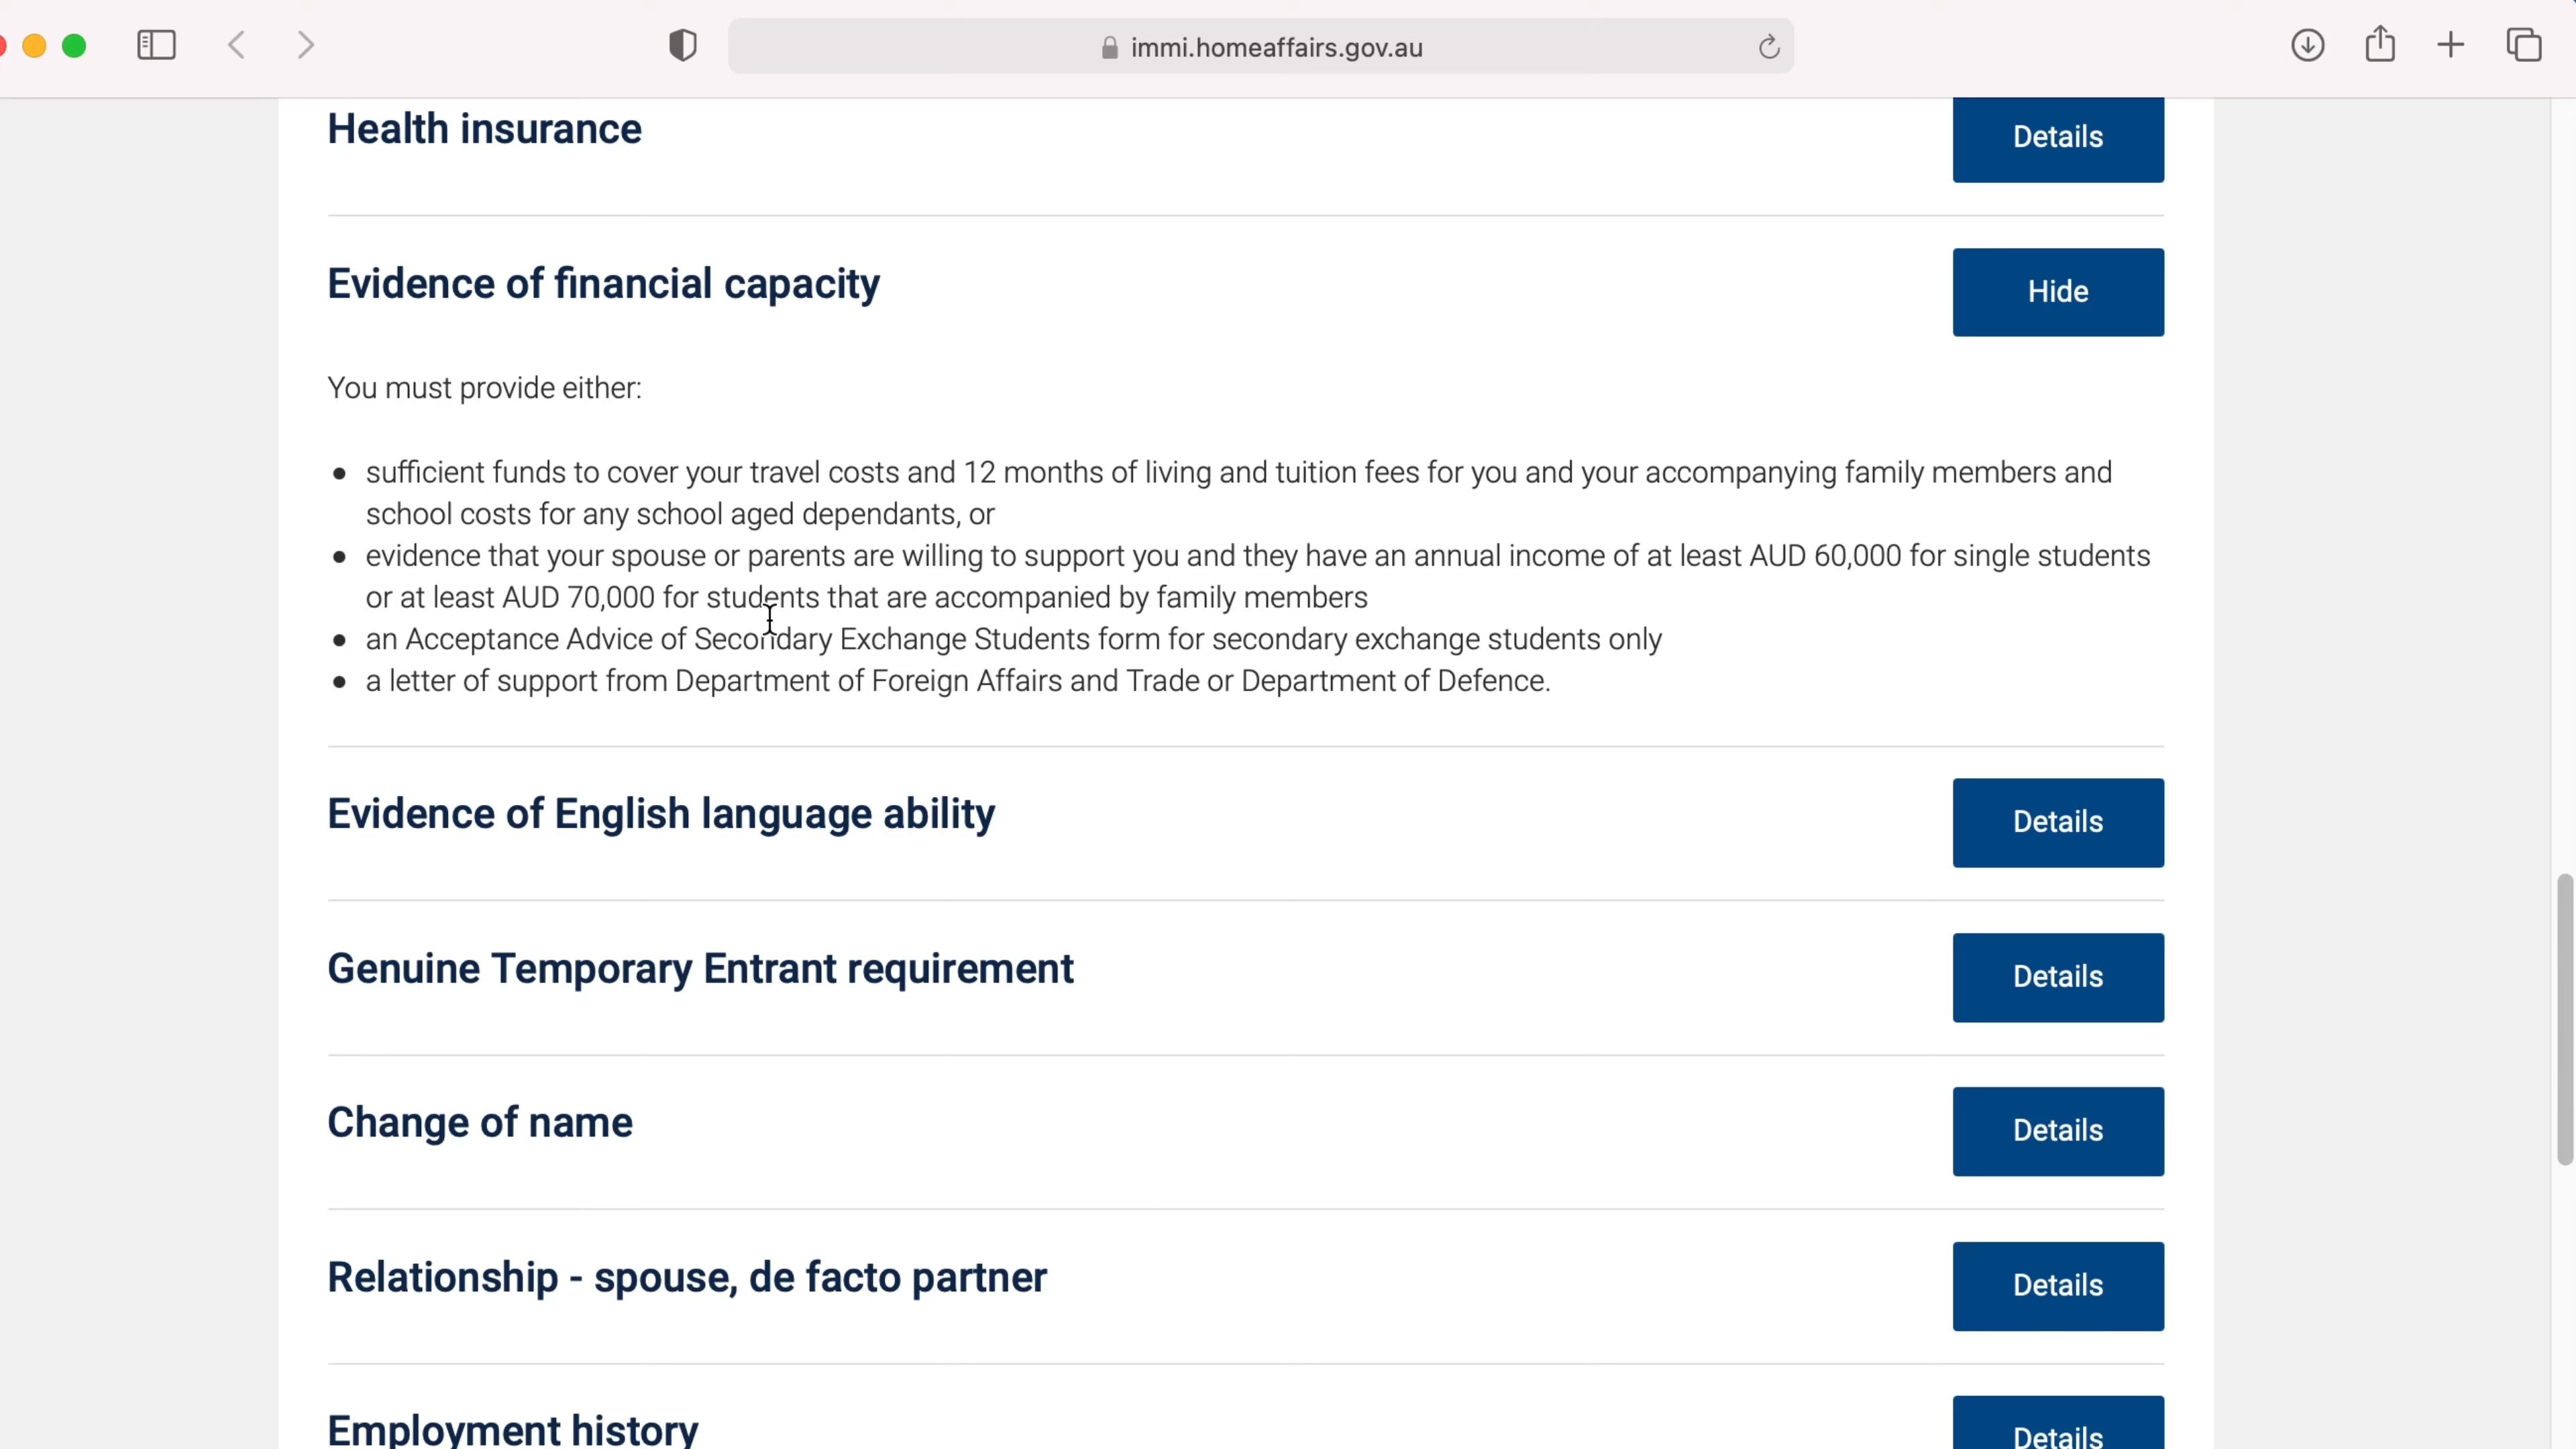 immi.homeaffairs.gov.au
Health insurance
Details
Evidence of financial capacity
Hide
You must provide either:
sufficient funds to cover your travel costs and 12 months of living and tuition fees for you and your accompanying family members and
school costs for any school aged dependants, or
evidence that your spouse or parents are willing to support you and they have an annual income of at least AUD 60,000 for single students
or at least AUD 70,000 for students that are accompanied by family members
an Acceptance Advice of Secondary Exchange Students form for secondary exchange students only
a letter of support from Department of Foreign Affairs and Trade or Department of Defence.
Evidence of English language ability
Details
Genuine Temporary Entrant requirement
Details
Change of name
Details
Relationship - spouse, de facto partner
Details
Employment history
Details